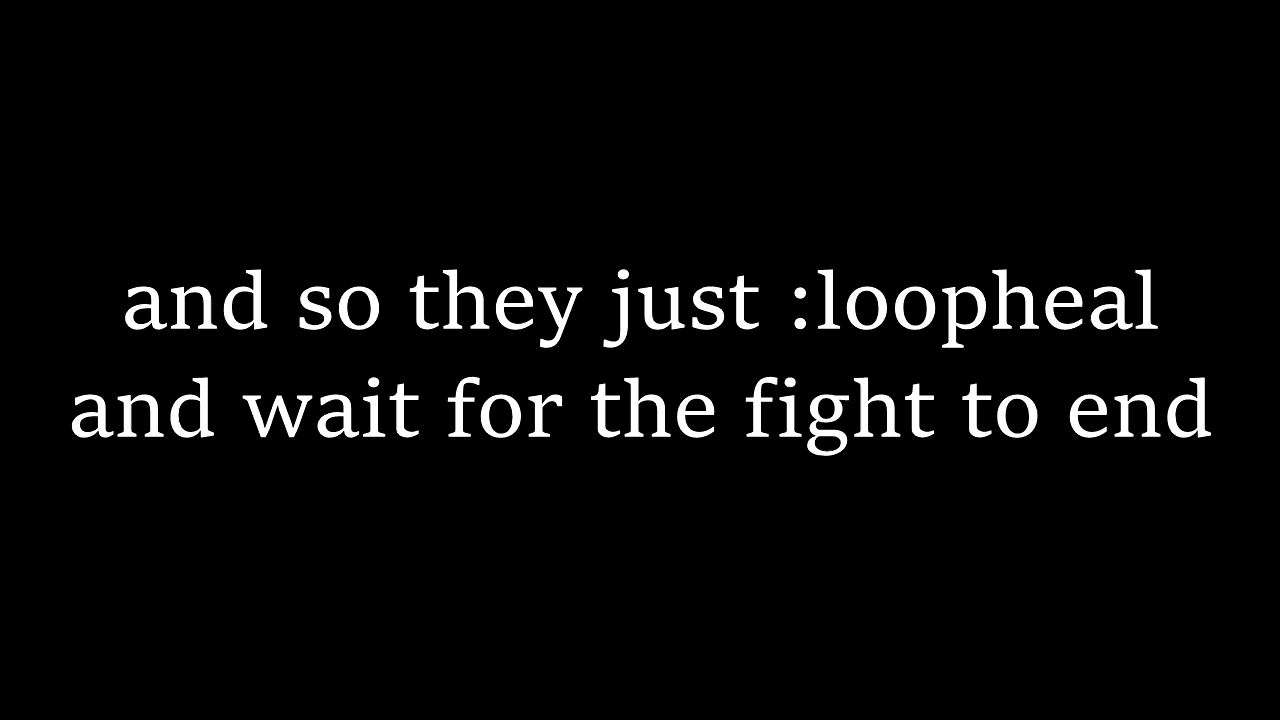 and so they just :loopheal
and wait for the fight to end